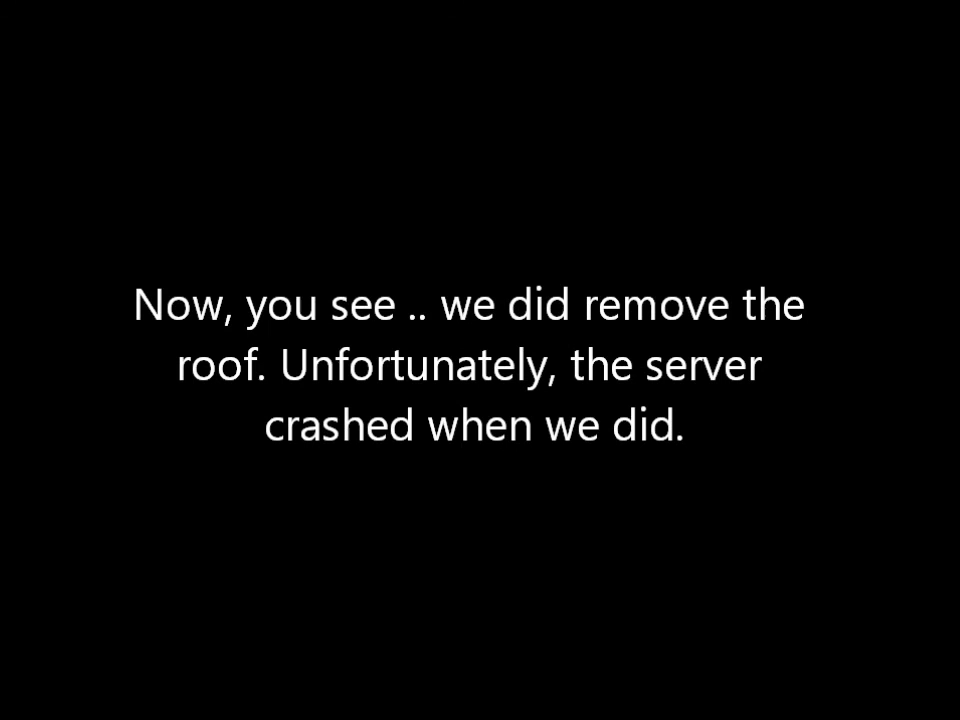 Now, you see .. we did remove the
roof. Unfortunately, the server
crashed when we did.